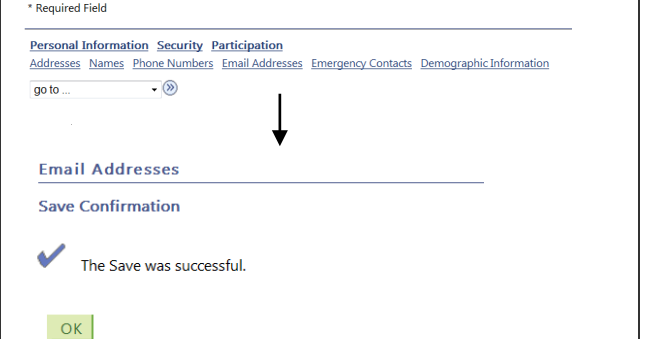 * Required Field
Personal Information Security Participation
Addresses Names Phone Numbers Email Addresses Emergency Contacts Demographic Information
go to ...
Email Addresses
Save Confirmation
The Save was successful.
OK